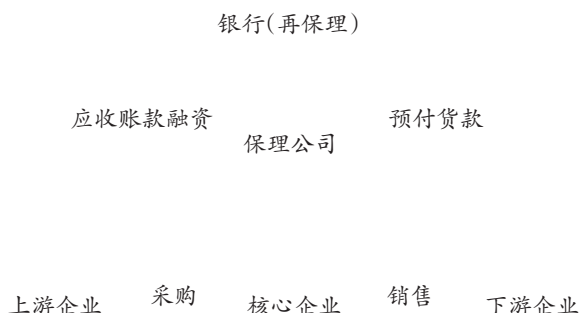 银行(再保理)
应收账款融资
预付货款
保理公司
采购
销售
上游企业
核心企业
下游企业